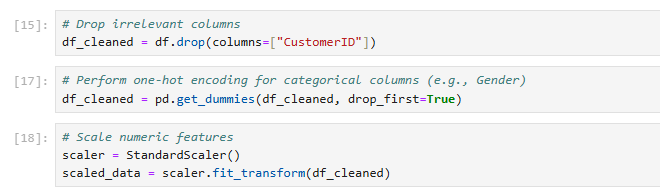 [15]:
# Drop irrelevant columns
df_cleaned = df.drop(columns=["CustomerID"])
[17]:
# Perform one-hot encoding for categorical columns (e.g., Gender)
df_cleaned = pd.get_dummies(df_cleaned, drop_first=True)
[18]:
# Scale numeric features
scaler = StandardScaler()
scaled_data = scaler.fit_transform(df_cleaned)